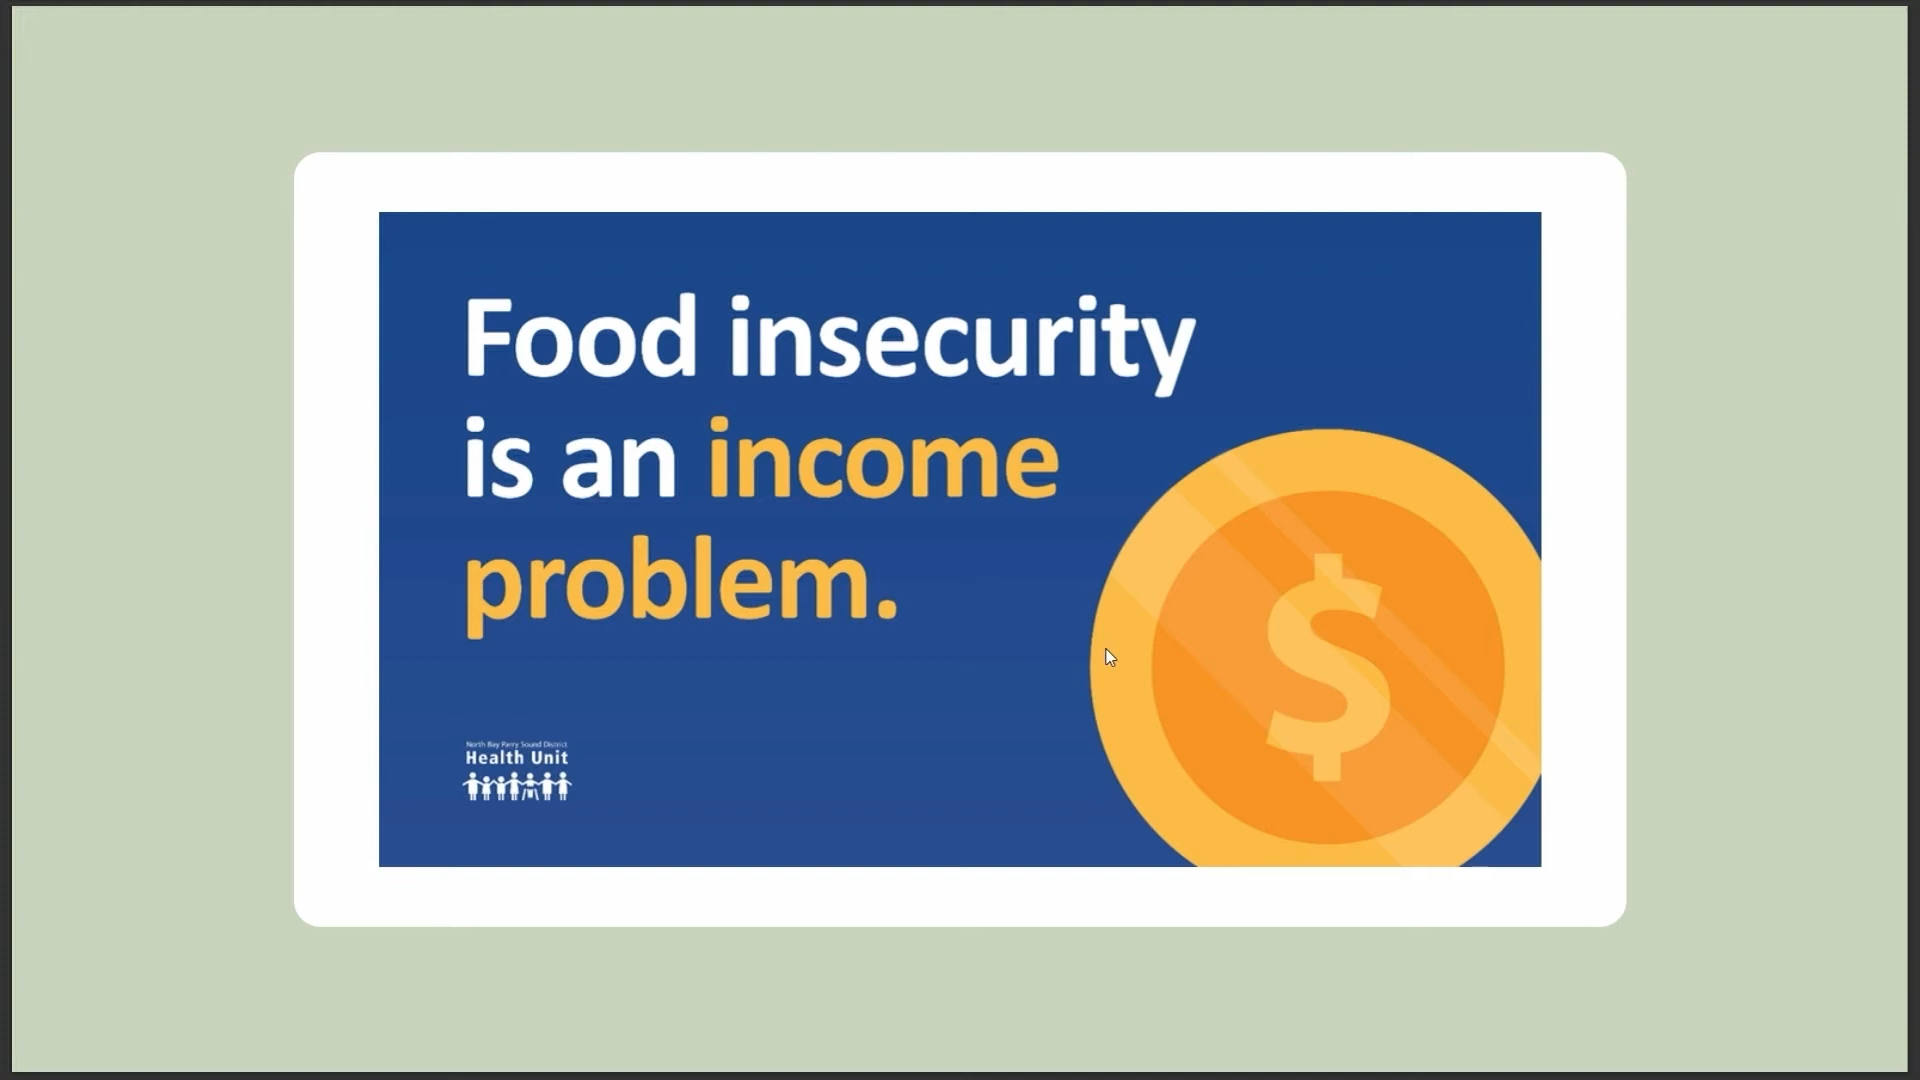 Food insecurity
is an income
problem.
North Bay Parry Sound District
Health Unit
$